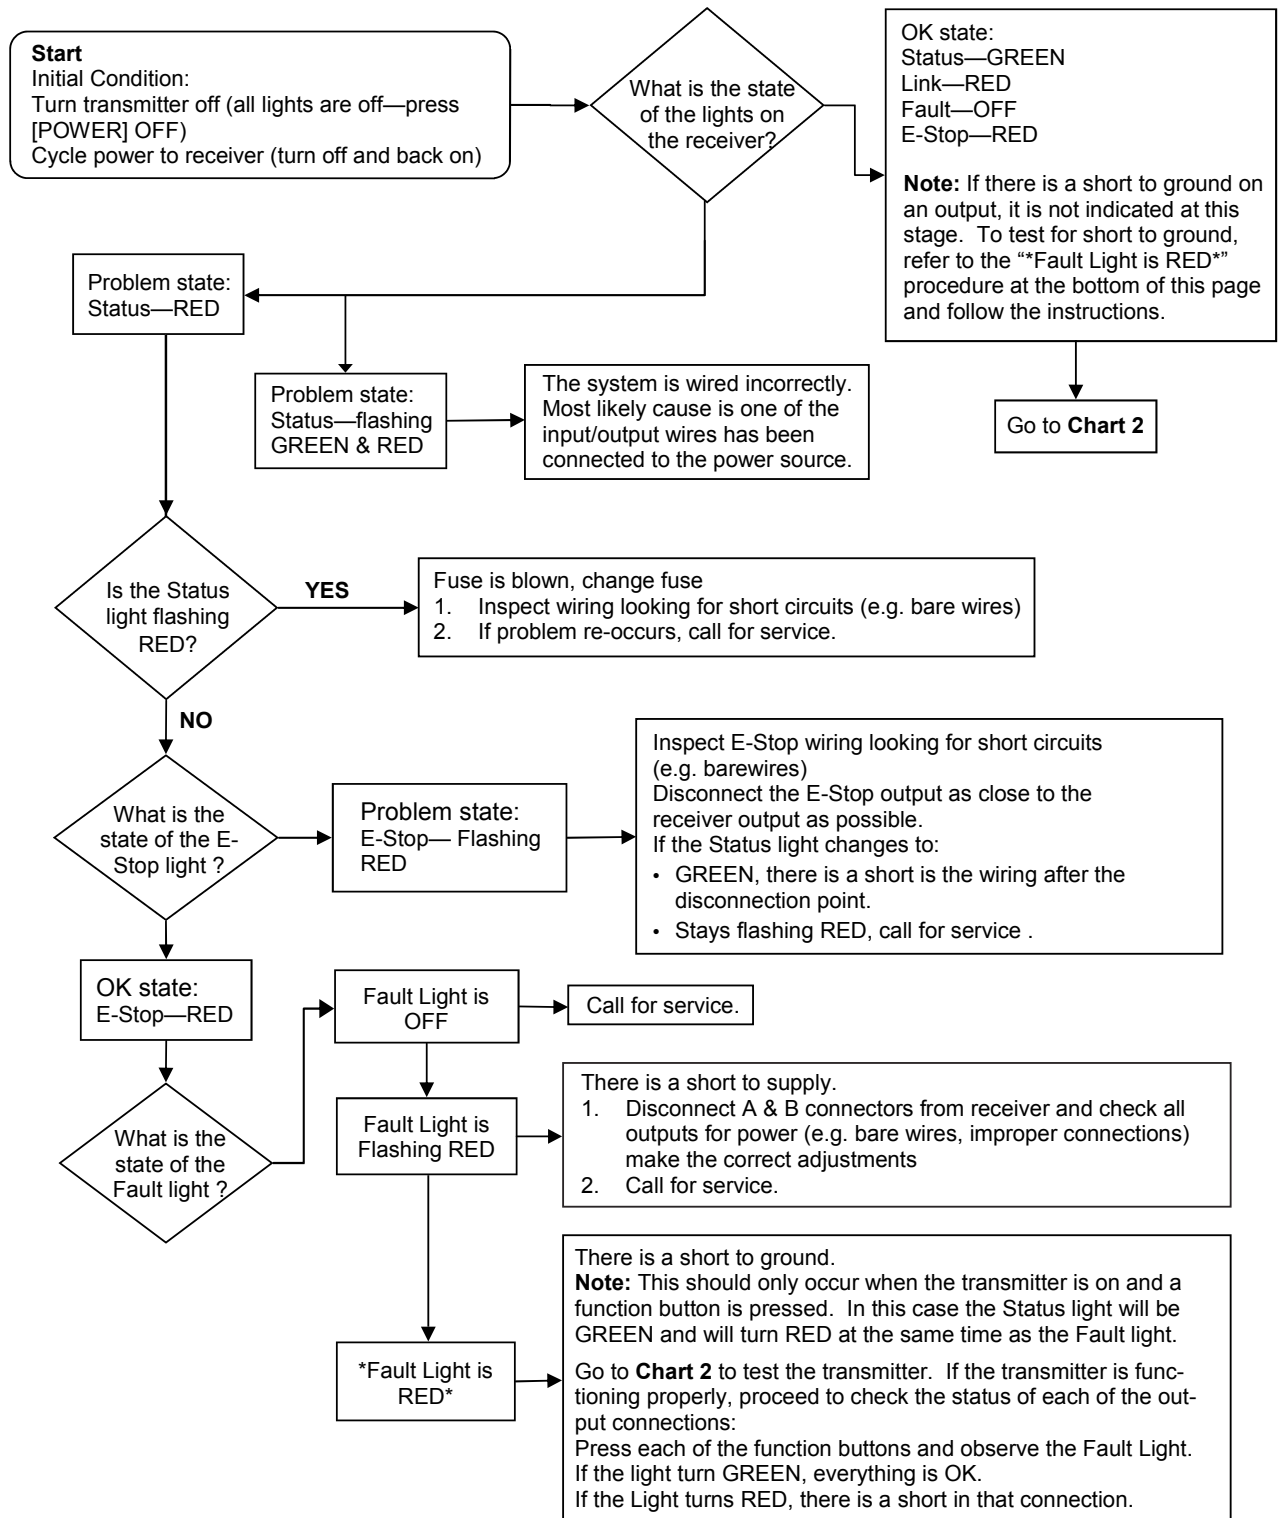 Start
Initial Condition:
Turn transmitter off (all lights are off—press
[POWER] OFF)
Cycle power to receiver (turn off and back on)
What is the state
of the lights on
the receiver?
OK state:
Status—GREEN
Link—RED
Fault—OFF
E-Stop—RED
Note: If there is a short to ground on
an output, it is not indicated at this
stage. To test for short to ground,
refer to the “*Fault Light is RED*”
procedure at the bottom of this page
and follow the instructions.
Go to Chart 2
Problem state:
Status—RED
Problem state:
Status—flashing
GREEN & RED
The system is wired incorrectly.
Most likely cause is one of the
input/output wires has been
connected to the power source.
Is the Status
light flashing
RED?
YES
Fuse is blown, change fuse
1. Inspect wiring looking for short circuits (e.g. bare wires)
2. If problem re-occurs, call for service.
NO
What is the
state of the E-
Stop light ?
Problem state:
E-Stop— Flashing
RED
Inspect E-Stop wiring looking for short circuits
(e.g. barewires)
Disconnect the E-Stop output as close to the
receiver output as possible.
If the Status light changes to:
• GREEN, there is a short is the wiring after the
disconnection point.
• Stays flashing RED, call for service .
OK state:
E-Stop—RED
What is the
state of the
Fault light ?
Fault Light is
OFF
Call for service.
Fault Light is
Flashing RED
There is a short to supply.
1. Disconnect A & B connectors from receiver and check all
outputs for power (e.g. bare wires, improper connections)
make the correct adjustments
2. Call for service.
*Fault Light is
RED*
There is a short to ground.
Note: This should only occur when the transmitter is on and a
function button is pressed. In this case the Status light will be
GREEN and will turn RED at the same time as the Fault light.
Go to Chart 2 to test the transmitter. If the transmitter is func-
tioning properly, proceed to check the status of each of the out-
put connections:
Press each of the function buttons and observe the Fault Light.
If the light turn GREEN, everything is OK.
If the Light turns RED, there is a short in that connection.